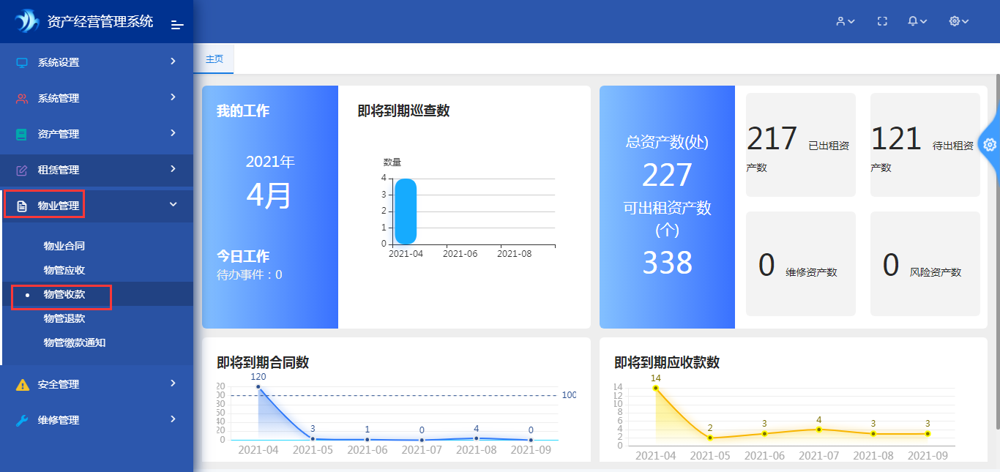 资产经营管理系统
系统设置
系统管理
资产管理
租赁管理
物业管理
物业合同
物管应收
物管收款
物管退款
物管缴款通知
安全管理
维修管理
主页
我的工作
2021年
4月
今日工作
待办事件：0
即将到期巡查数
数量
4
3
2
1
0
2021-04 2021-06 2021-08
总资产数(处)
227
可出租资产数
(个)
338
217 已出租资
产数
121 待出租资
产数
0 维修资产数
0 风险资产数
即将到期合同数
120
20
00
80
60
40
20
0
100
3 1 0 4 0
2021-04 2021-05 2021-06 2021-07 2021-08 2021-09
即将到期应收款数
14
14
12
10
8
6
4
2
0
2 3 4 3 3
2021-04 2021-05 2021-06 2021-07 2021-08 2021-09